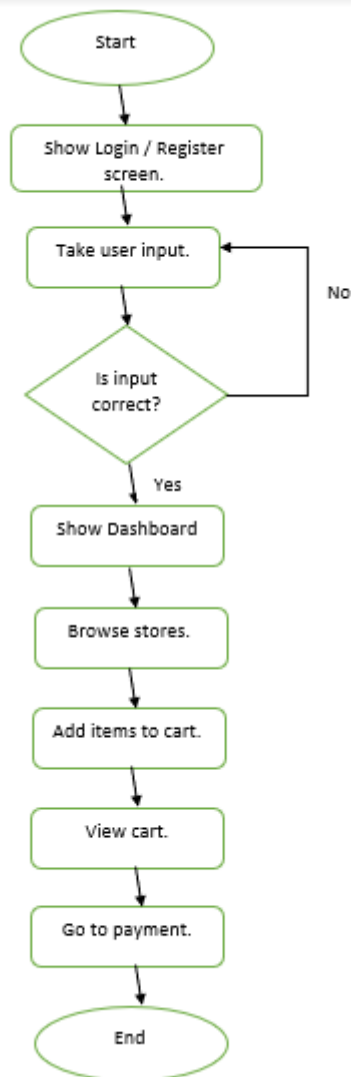 Start
Show Login / Register
screen.
Take user input.
No
Is input
correct?
Yes
Show Dashboard
Browse stores.
Add items to cart.
View cart.
Go to payment.
End